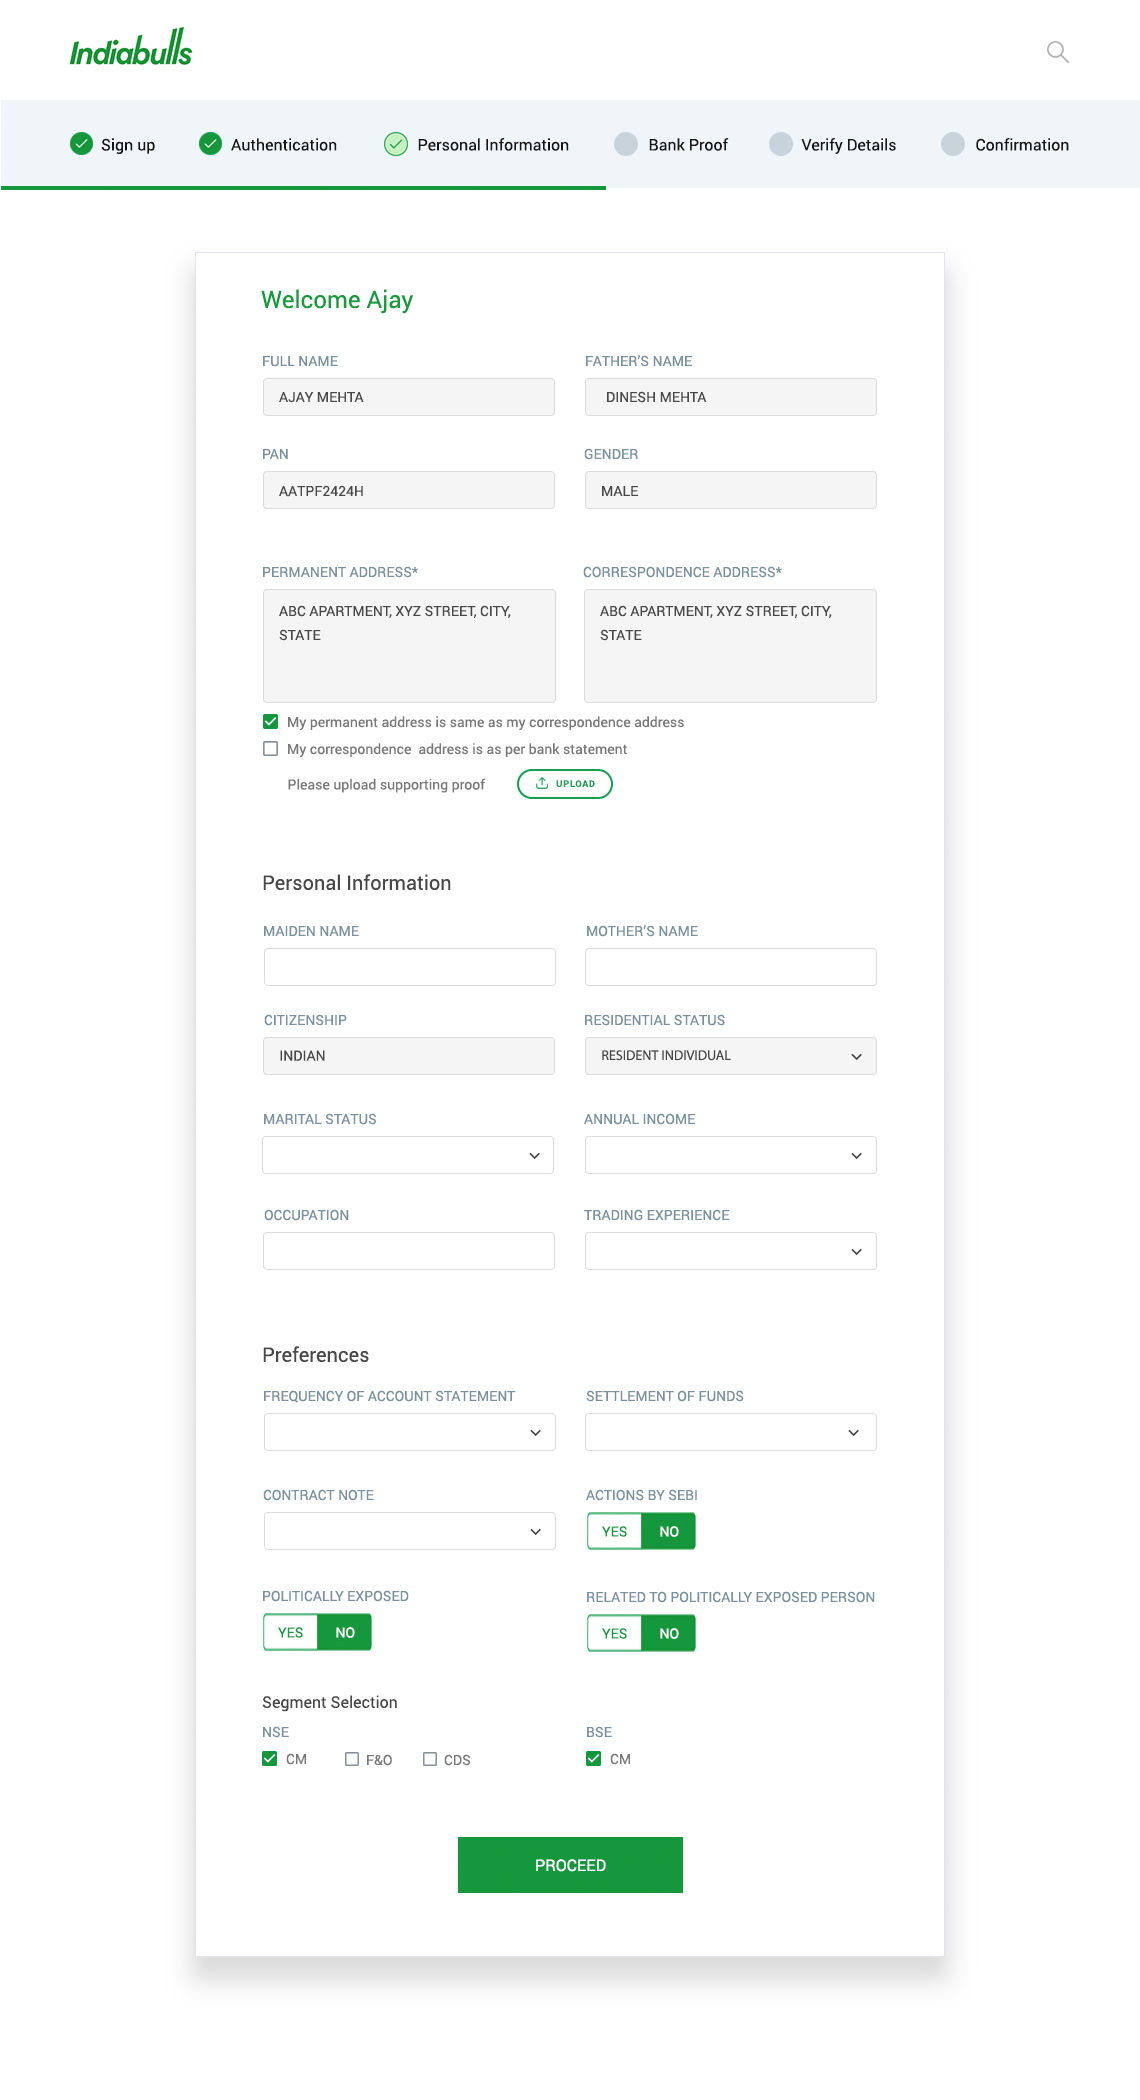 Indiabulls
Sign up Authentication Personal Information Bank Proof Verify Details Confirmation
Welcome Ajay
FULL NAME FATHER'S NAME
AJAY MEHTA DINESH MEHTA
PAN GENDER
AATPF2424H MALE
PERMANENT ADDRESS* CORRESPONDENCE ADDRESS*
ABC APARTMENT, XYZ STREET, CITY, ABC APARTMENT, XYZ STREET, CITY,
STATE STATE
My permanent address is same as my correspondence address
My correspondence address is as per bank statement
Please upload supporting proof UPLOAD
Personal Information
MAIDEN NAME MOTHER'S NAME
CITIZENSHIP RESIDENTIAL STATUS
INDIAN RESIDENT INDIVIDUAL
MARITAL STATUS ANNUAL INCOME
OCCUPATION TRADING EXPERIENCE
Preferences
FREQUENCY OF ACCOUNT STATEMENT SETTLEMENT OF FUNDS
CONTRACT NOTE ACTIONS BY SEBI
YES NO
POLITICALLY EXPOSED RELATED TO POLITICALLY EXPOSED PERSON
YES NO YES NO
Segment Selection
NSE BSE
CM F&O CDS CM
PROCEED